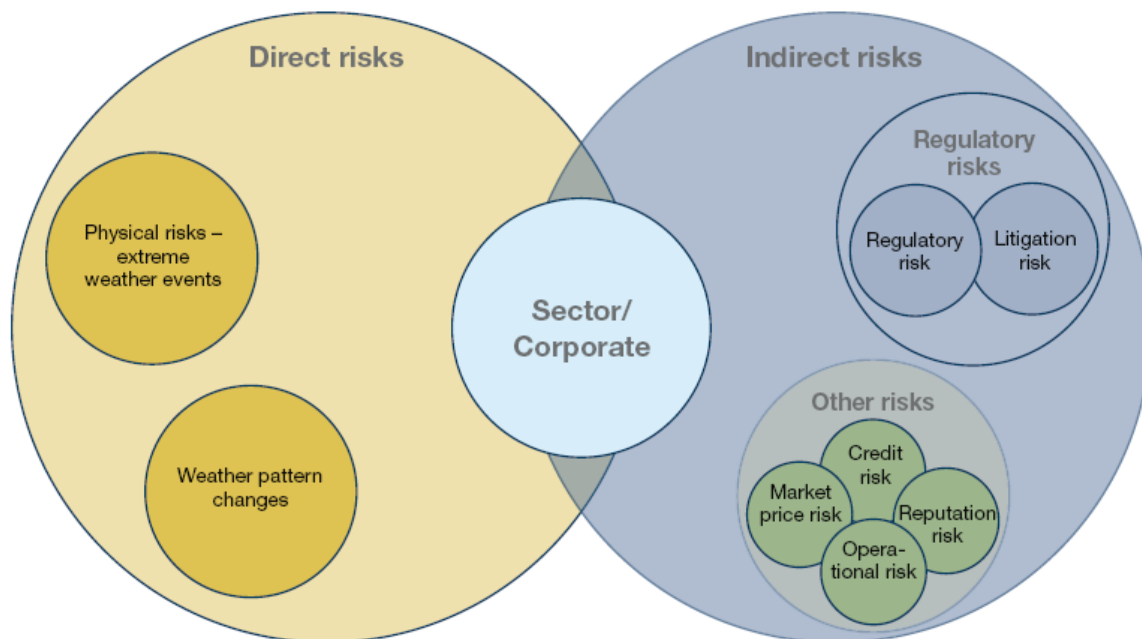 Direct risks
Physical risks –
extreme
weather events
Weather pattern
changes
Sector/
Corporate
Indirect risks
Regulatory
risks
Regulatory
risk
Litigation
risk
Other risks
Credit
risk
Market
price risk
Reputation
risk
Opera-
tional risk